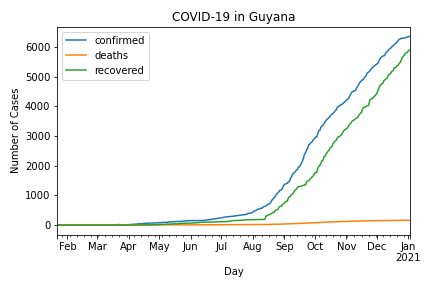 COVID-19 in Guyana
confirmed
deaths
recovered
Number of Cases
6000
5000
4000
3000
2000
1000
0
Feb Mar Apr May Jun Jul Aug Sep Oct Nov Dec Jan
2021
Day